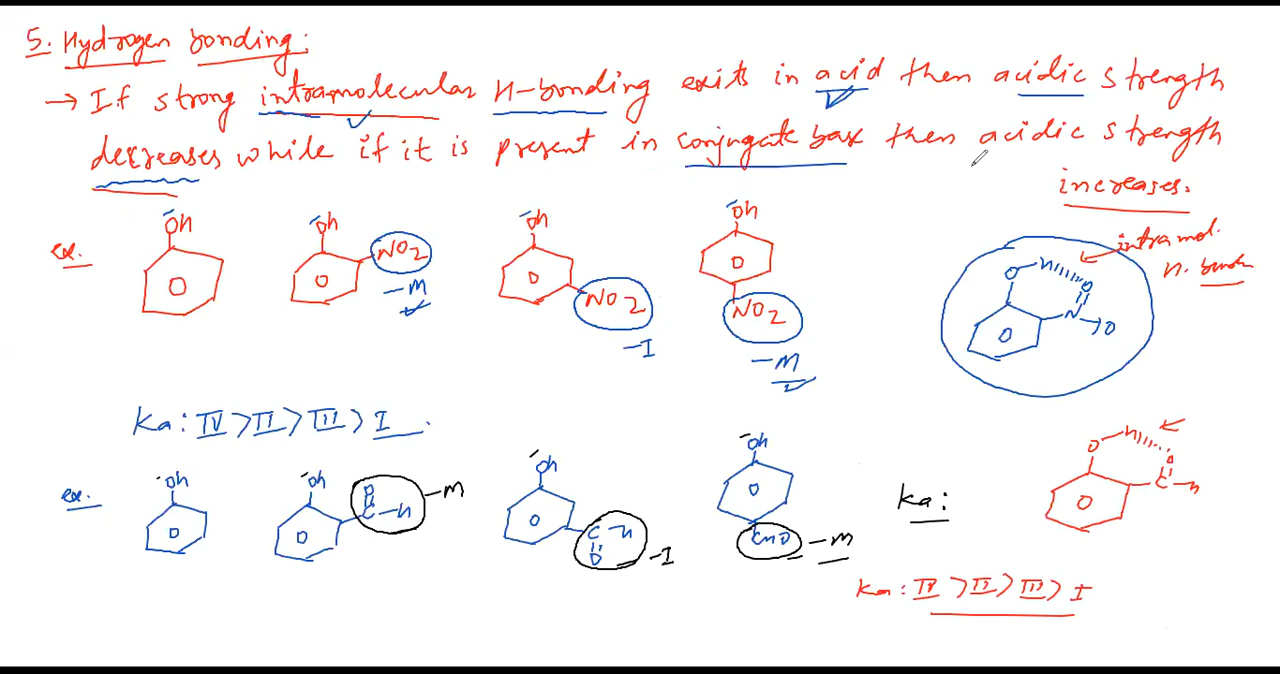 5. Hydrogen bonding:
→ If strong intramolecular H-bonding exits in acid then acidic strength
decreases while if it is present in conjugate base then acidic strength
increases.
ex. Oh Oh Oh Oh
NO2 NO2 NO2
-M -I -M
intramol.
H. bond
O H O
N → O
Ka: IV > II > III > I
ex. Oh Oh Oh Oh
O
C-H -M
C-H
O -I
CHO -M
Ka:
O H O
C-H
Ka: IV > II > III > I